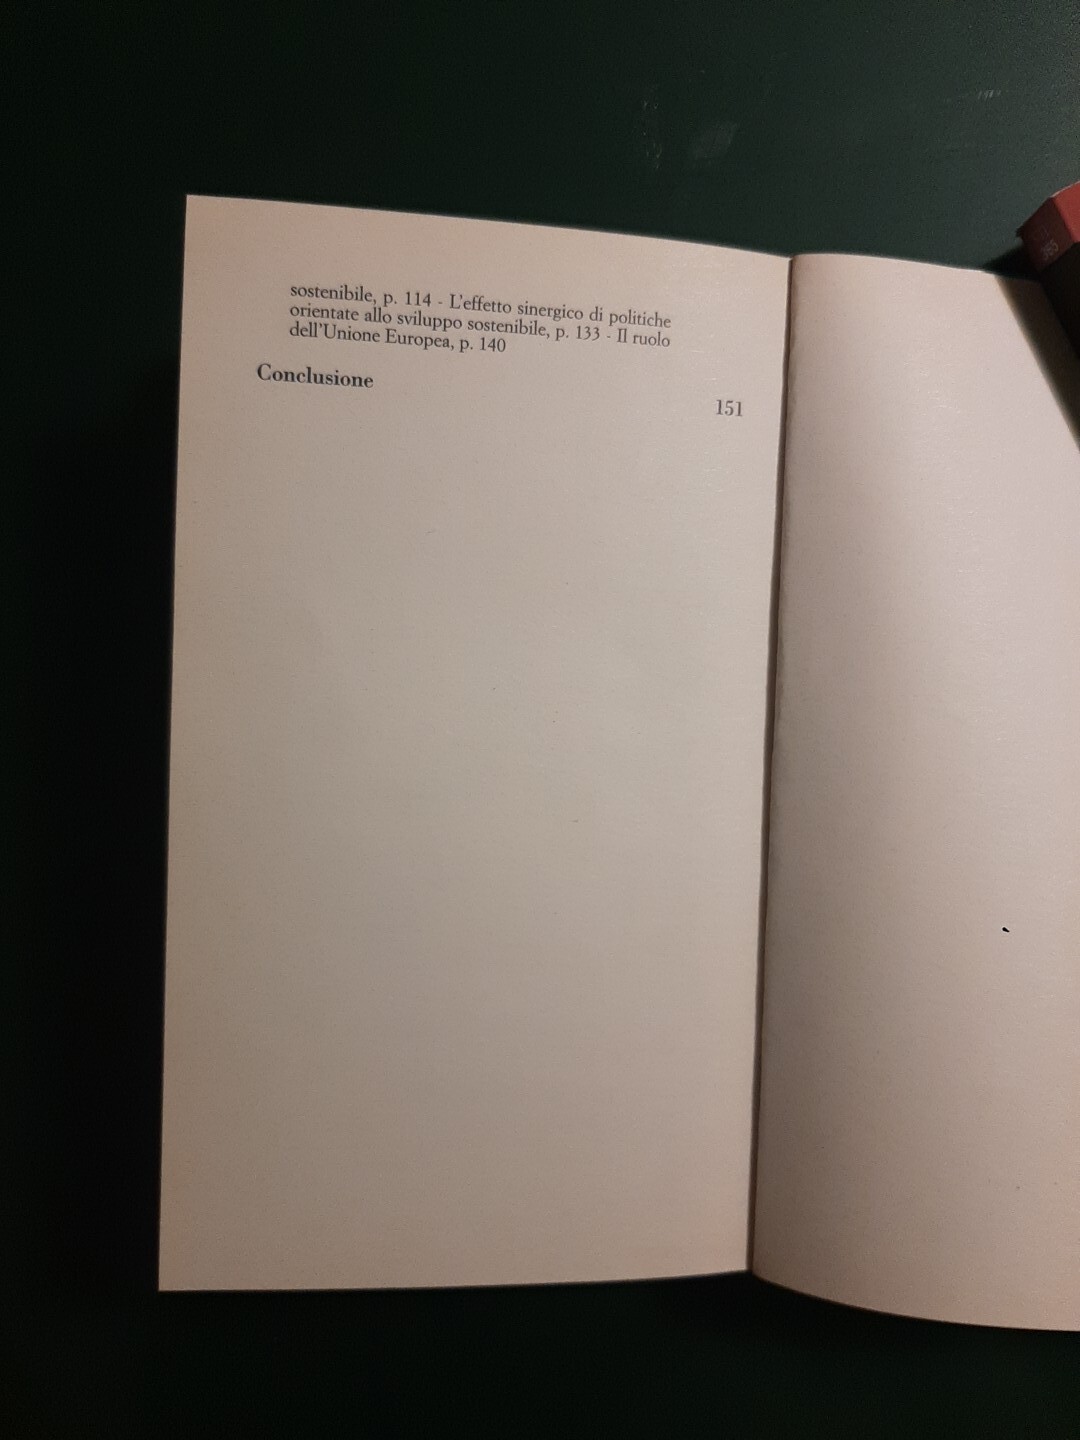 sostenibile, p. 114 - L'effetto sinergico di politiche
orientate allo sviluppo sostenibile, p. 133 - Il ruolo
dell'Unione Europea, p. 140
Conclusione
151